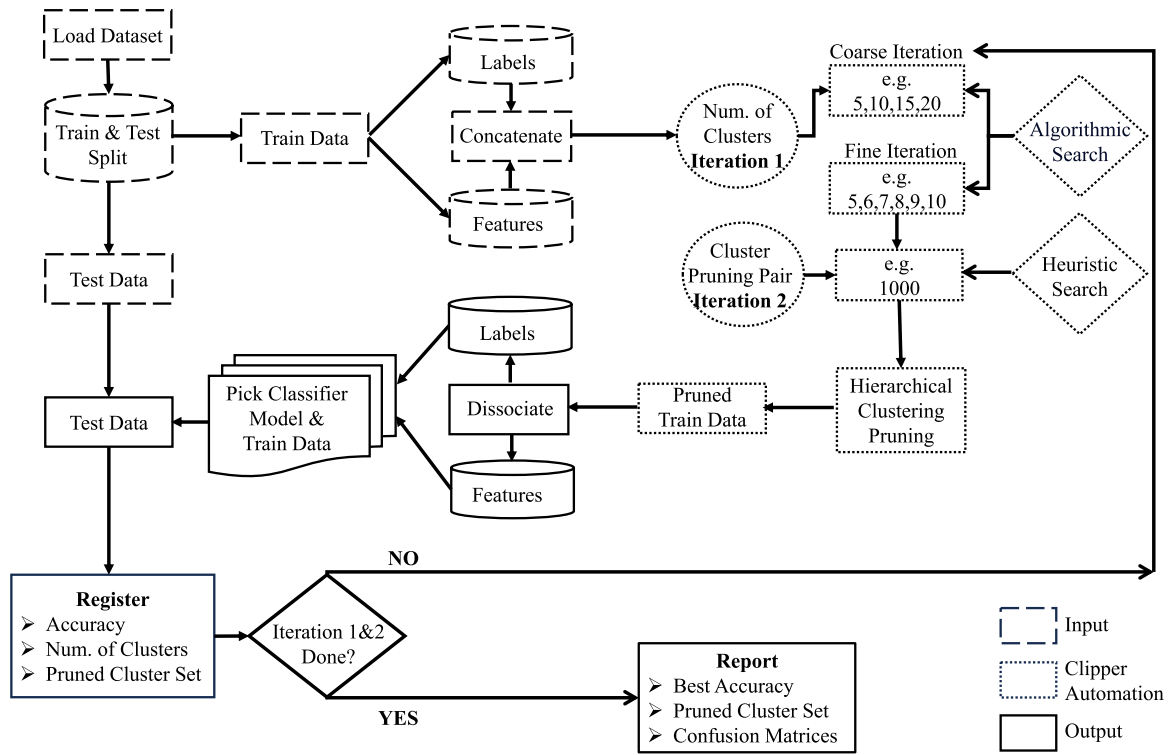 Load Dataset
Train & Test
Split
Train Data
Labels
Concatenate
Features
Num. of
Clusters
Iteration 1
Coarse Iteration
e.g.
5,10,15,20
Algorithmic
Search
Fine Iteration
e.g.
5,6,7,8,9,10
Test Data
Cluster
Pruning Pair
Iteration 2
e.g.
1000
Heuristic
Search
Labels
Pick Classifier
Model &
Train Data
Test Data
Dissociate
Pruned
Train Data
Hierarchical
Clustering
Pruning
Features
NO
Register
➢ Accuracy
➢ Num. of Clusters
➢ Pruned Cluster Set
Iteration 1&2
Done?
YES
Report
➢ Best Accuracy
➢ Pruned Cluster Set
➢ Confusion Matrices
Input
Clipper
Automation
Output